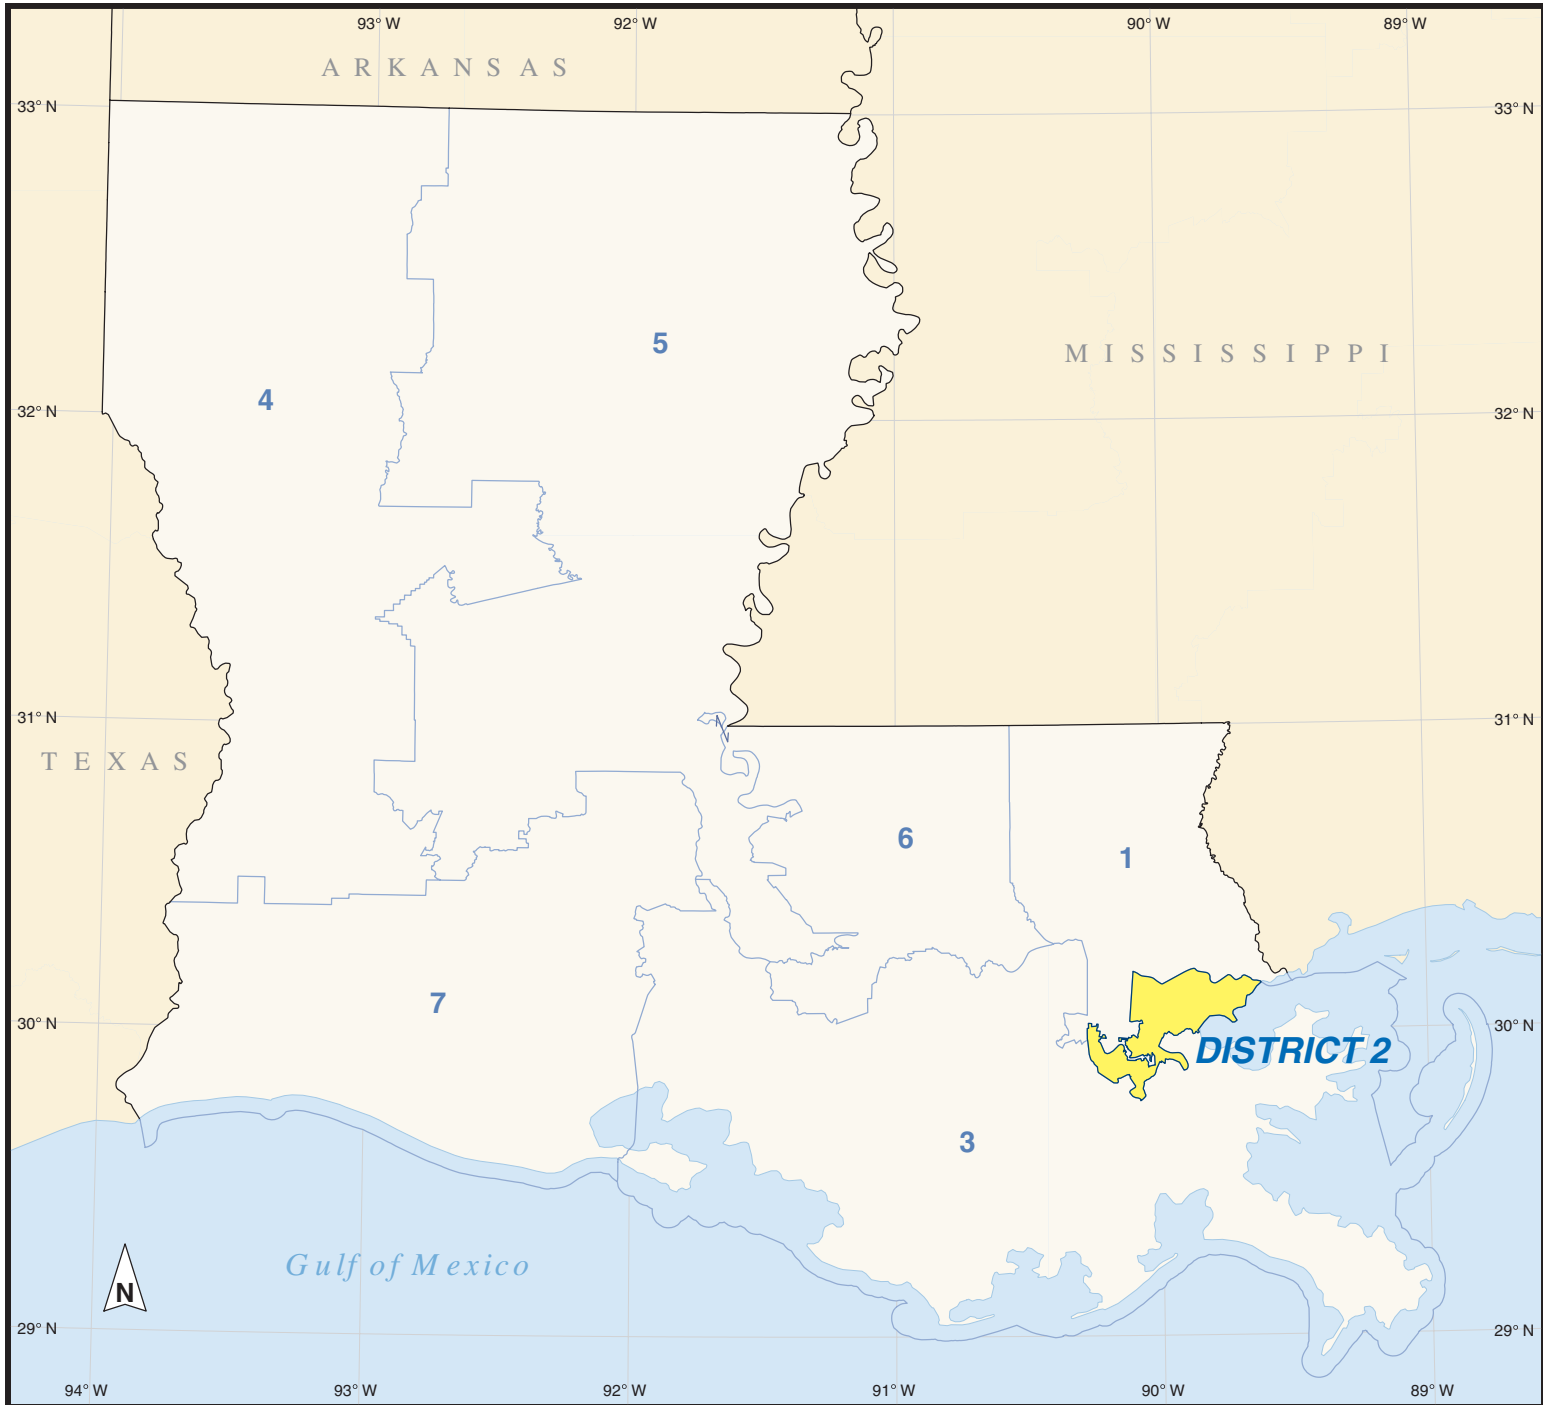 93° W 92° W 90° W 89° W
ARKANSAS
33° N 33° N
5
MISSISSIPPI
4
32° N 32° N
31° N 31° N
TEXAS
6
1
7
30° N 30° N
DISTRICT 2
3
Gulf of Mexico
N
29° N 29° N
94° W 93° W 92° W 91° W 90° W 89° W